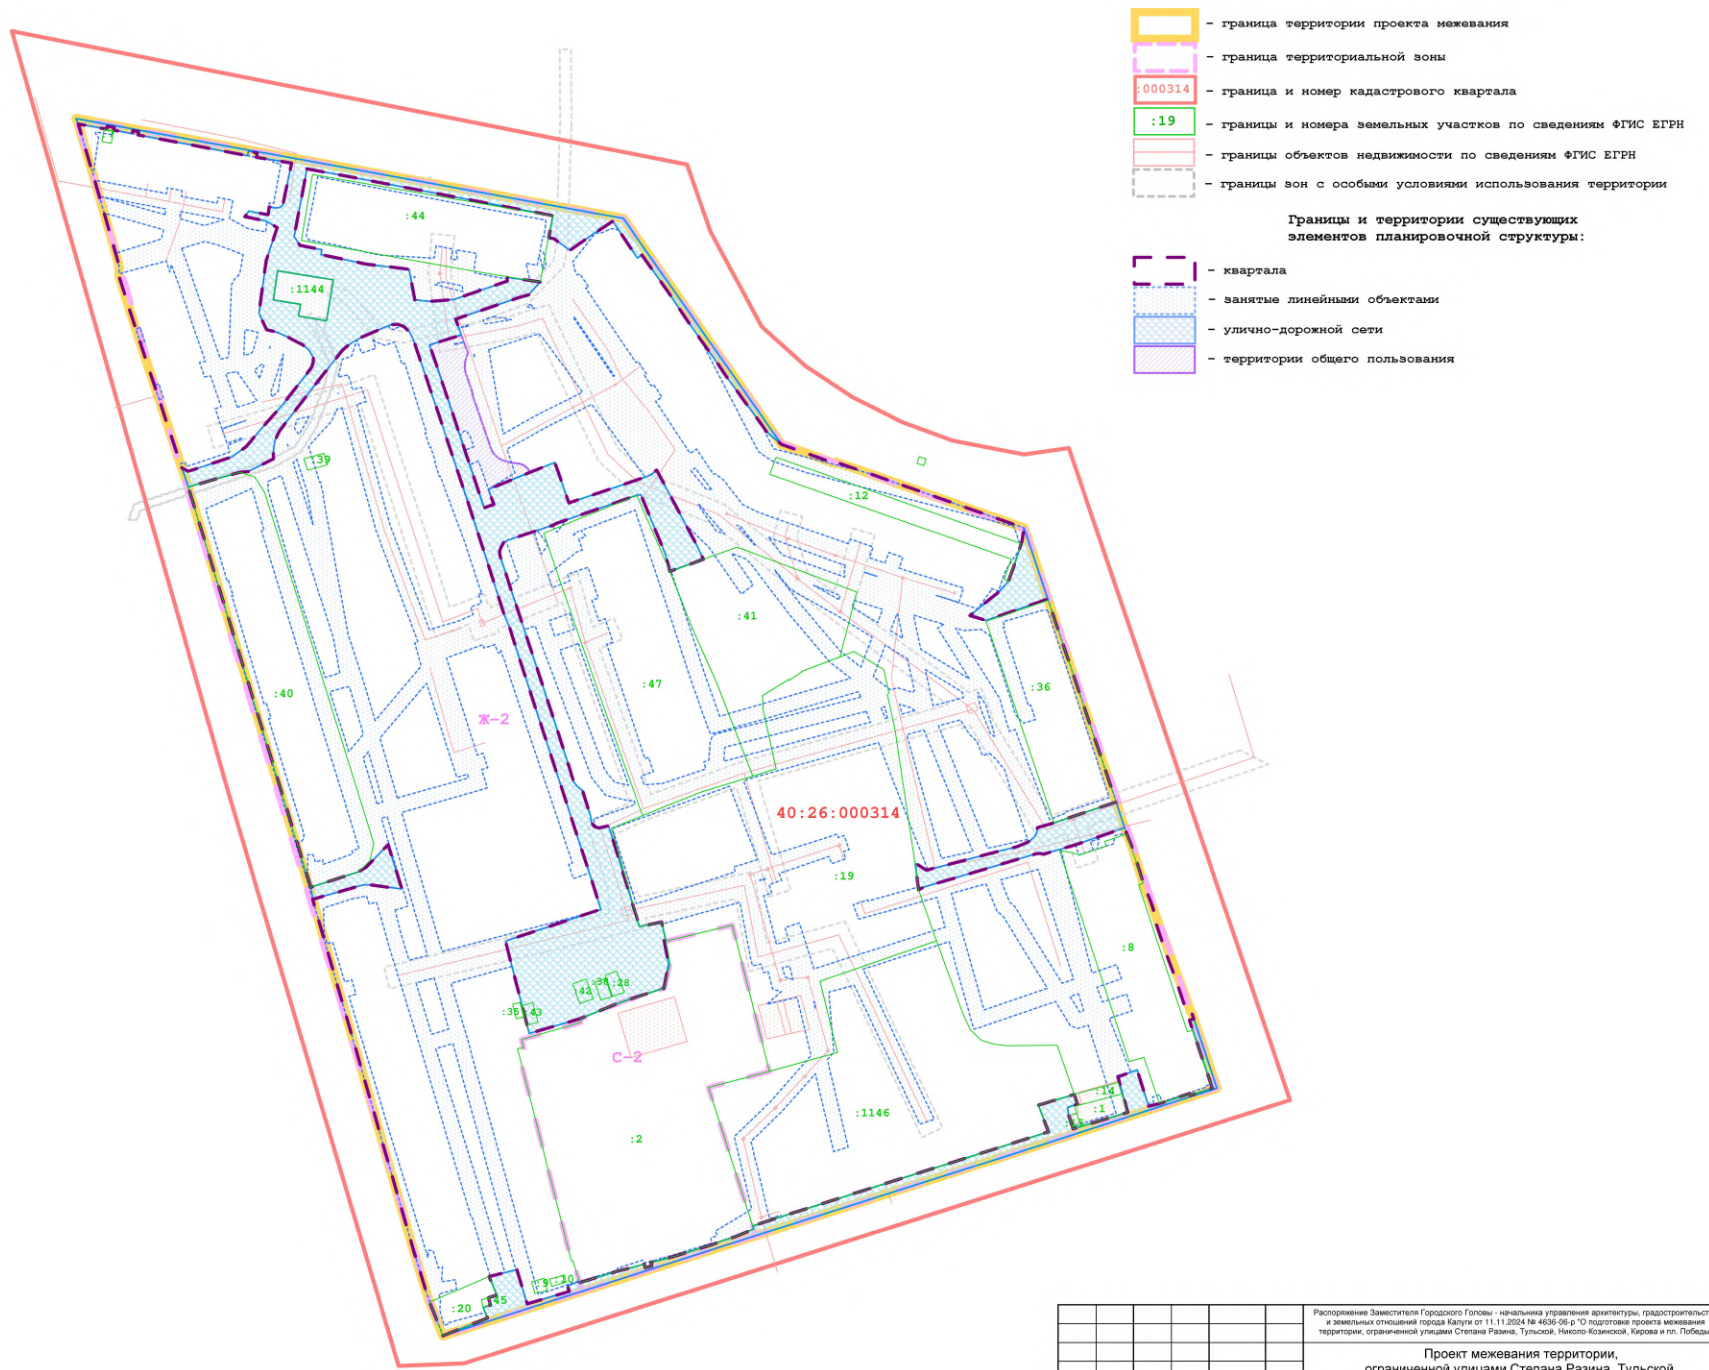 - граница территории проекта межевания
- граница территориальной зоны
:000314 - граница и номер кадастрового квартала
:19 - границы и номера земельных участков по сведениям ФГИС ЕГРН
- границы объектов недвижимости по сведениям ФГИС ЕГРН
- границы зон с особыми условиями использования территории
Границы и территории существующих
элементов планировочной структуры:
- квартала
- занятые линейными объектами
- улично-дорожной сети
- территории общего пользования
:44
:1144
:39
:12
:41
:47
:36
:40
Ж-2
40:26:000314
:19
:8
:38
:28
:42
:35
:43
С-2
:14
:1
:1146
:2
:9
:20
Распоряжение Заместителя Городского Головы - начальника управления архитектуры, градостроительст
и земельных отношений города Калуги от 11.11.2024 № 4636-06-р "О подготовке проекта межевания
территории, ограниченной улицами Степана Разина, Тульской, Николо-Козинской, Кирова и пл. Победы
Проект межевания территории,
ограниченной улицами Степана Разина, Тульской